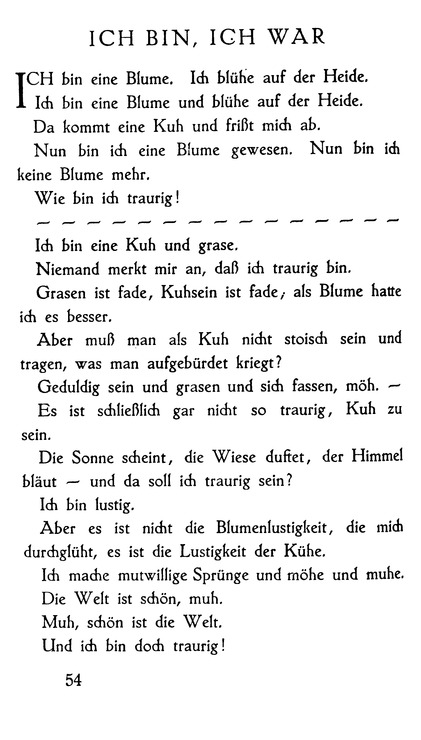 ICH BIN, ICH WAR
ICH bin eine Blume. Ich blühe auf der Heide.
Ich bin eine Blume und blühe auf der Heide.
Da kommt eine Kuh und frißt mich ab.
Nun bin ich eine Blume gewesen. Nun bin ich
keine Blume mehr.
Wie bin ich traurig!
— — — — — — — — — — — — — — —
Ich bin eine Kuh und grase.
Niemand merkt mir an, daß ich traurig bin.
Grasen ist fade, Kuhsein ist fade, als Blume hatte
ich es besser.
Aber muß man als Kuh nicht stoisch sein und
tragen, was man aufgebürdet kriegt?
Geduldig sein und grasen und sich fassen, möh. —
Es ist schließlich gar nicht so traurig, Kuh zu
sein.
Die Sonne scheint, die Wiese duftet, der Himmel
bläut — und da soll ich traurig sein?
Ich bin lustig.
Aber es ist nicht die Blumenlustigkeit, die mich
durchglüht, es ist die Lustigkeit der Kühe.
Ich mache mutwillige Sprünge und möhe und muhe.
Die Welt ist schön, muh.
Muh, schön ist die Welt.
Und ich bin doch traurig!
54